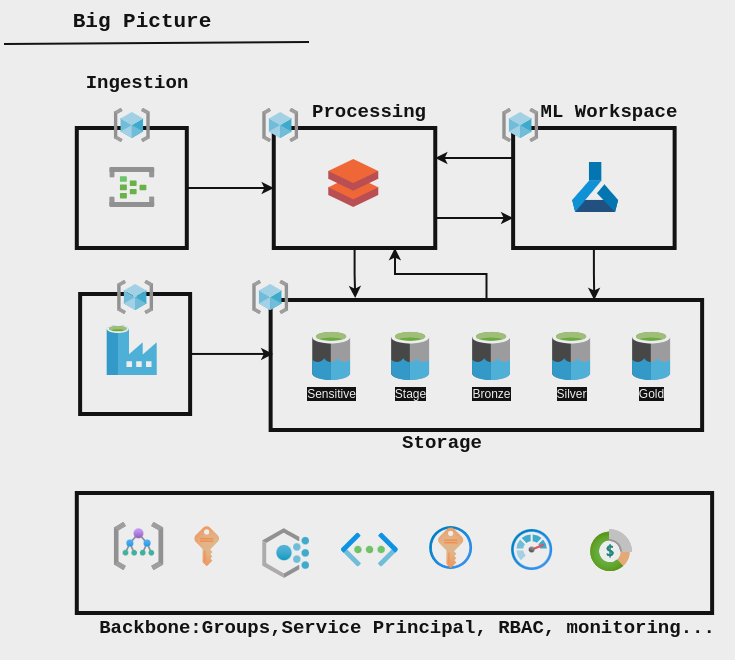 Big Picture
Ingestion
Processing
ML Workspace
Sensitive
Stage
Bronze
Silver
Gold
Storage
$
Backbone:Groups,Service Principal, RBAC, monitoring...